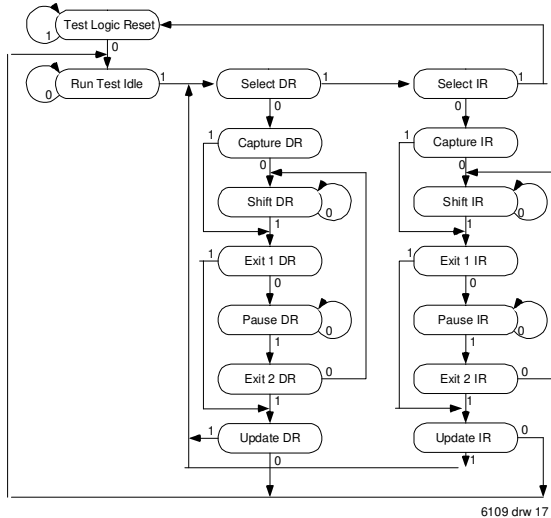 Test Logic Reset
1
0
Run Test Idle
0
1
Select DR
1
Select IR
1
0
0
1
Capture DR
1
Capture IR
0
0
Shift DR
0
Shift IR
0
1
1
1
Exit 1 DR
1
Exit 1 IR
0
0
Pause DR
0
Pause IR
0
1
1
Exit 2 DR
0
Exit 2 IR
0
1
1
1
Update DR
Update IR
0
0
1
6109 drw 17